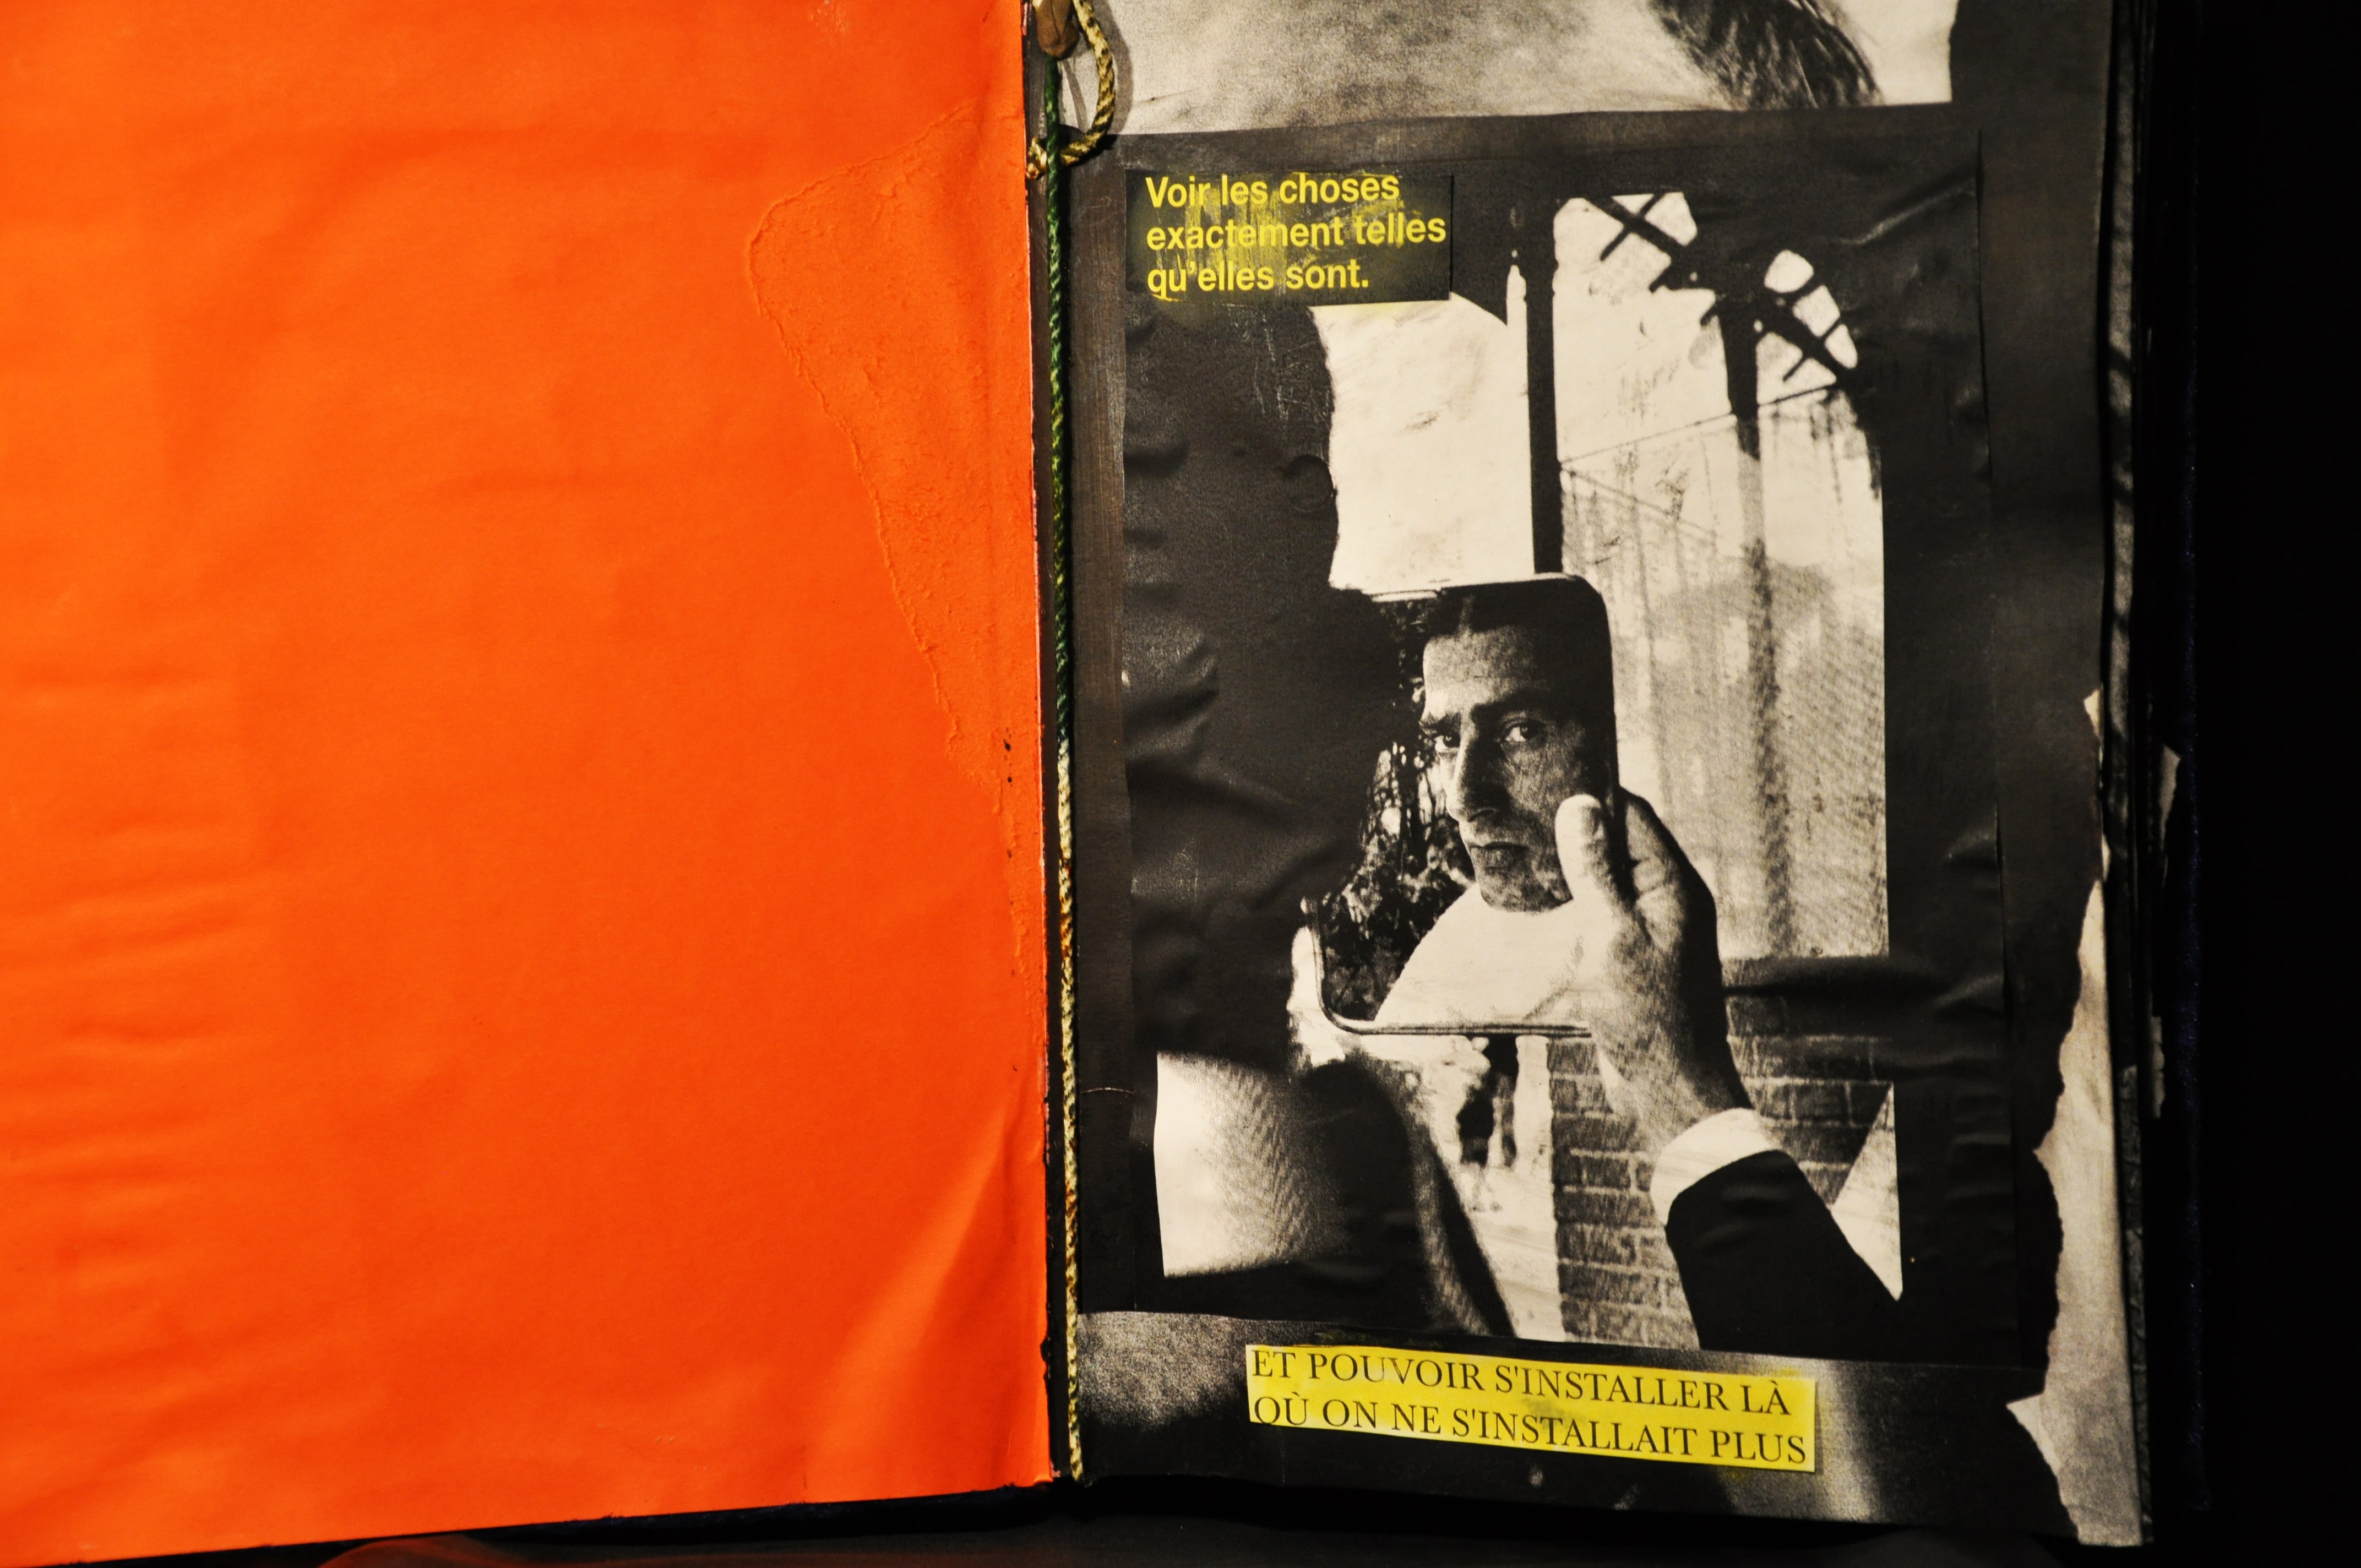 Voir les choses
exactement telles
qu'elles sont.
ET POUVOIR S'INSTALLER LÀ
OÙ ON NE S'INSTALLAIT PLUS